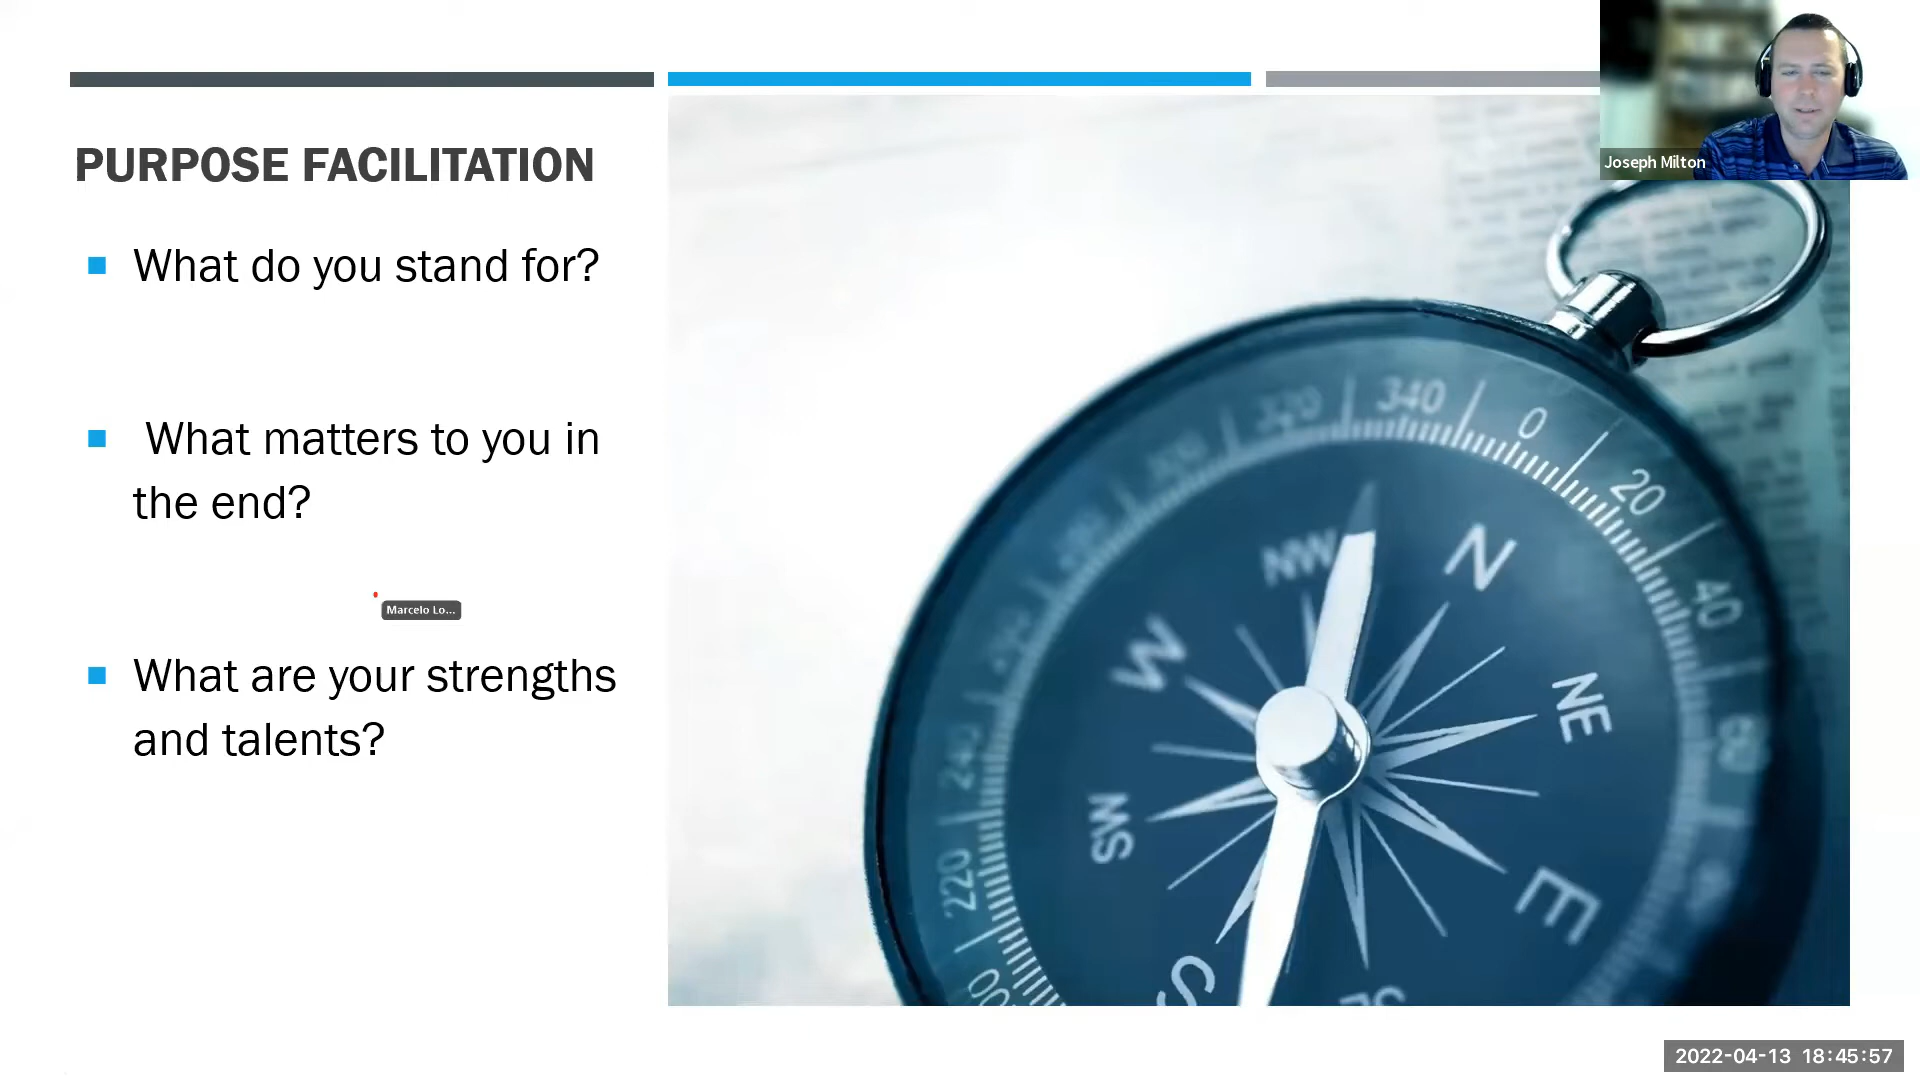 PURPOSE FACILITATION
What do you stand for?
What matters to you in
the end?
Marcelo Lo...
What are your strengths
and talents?
Joseph Milton
320
340
0
20
40
NW
N
W
NE
SW
E
S
240
220
2022-04-13 18:45:57